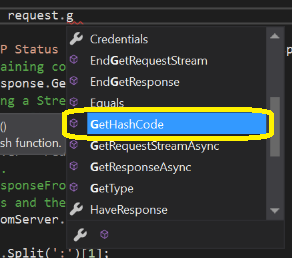 request.g
P Status
aining co
sponse.Ge
ng a Stre
()
sh function.
.
sponseFro
s and the
omServer.
.Split(':')[1];
Credentials
EndGetRequestStream
EndGetResponse
Equals
GetHashCode
GetRequestStreamAsync
GetResponseAsync
GetType
HaveResponse